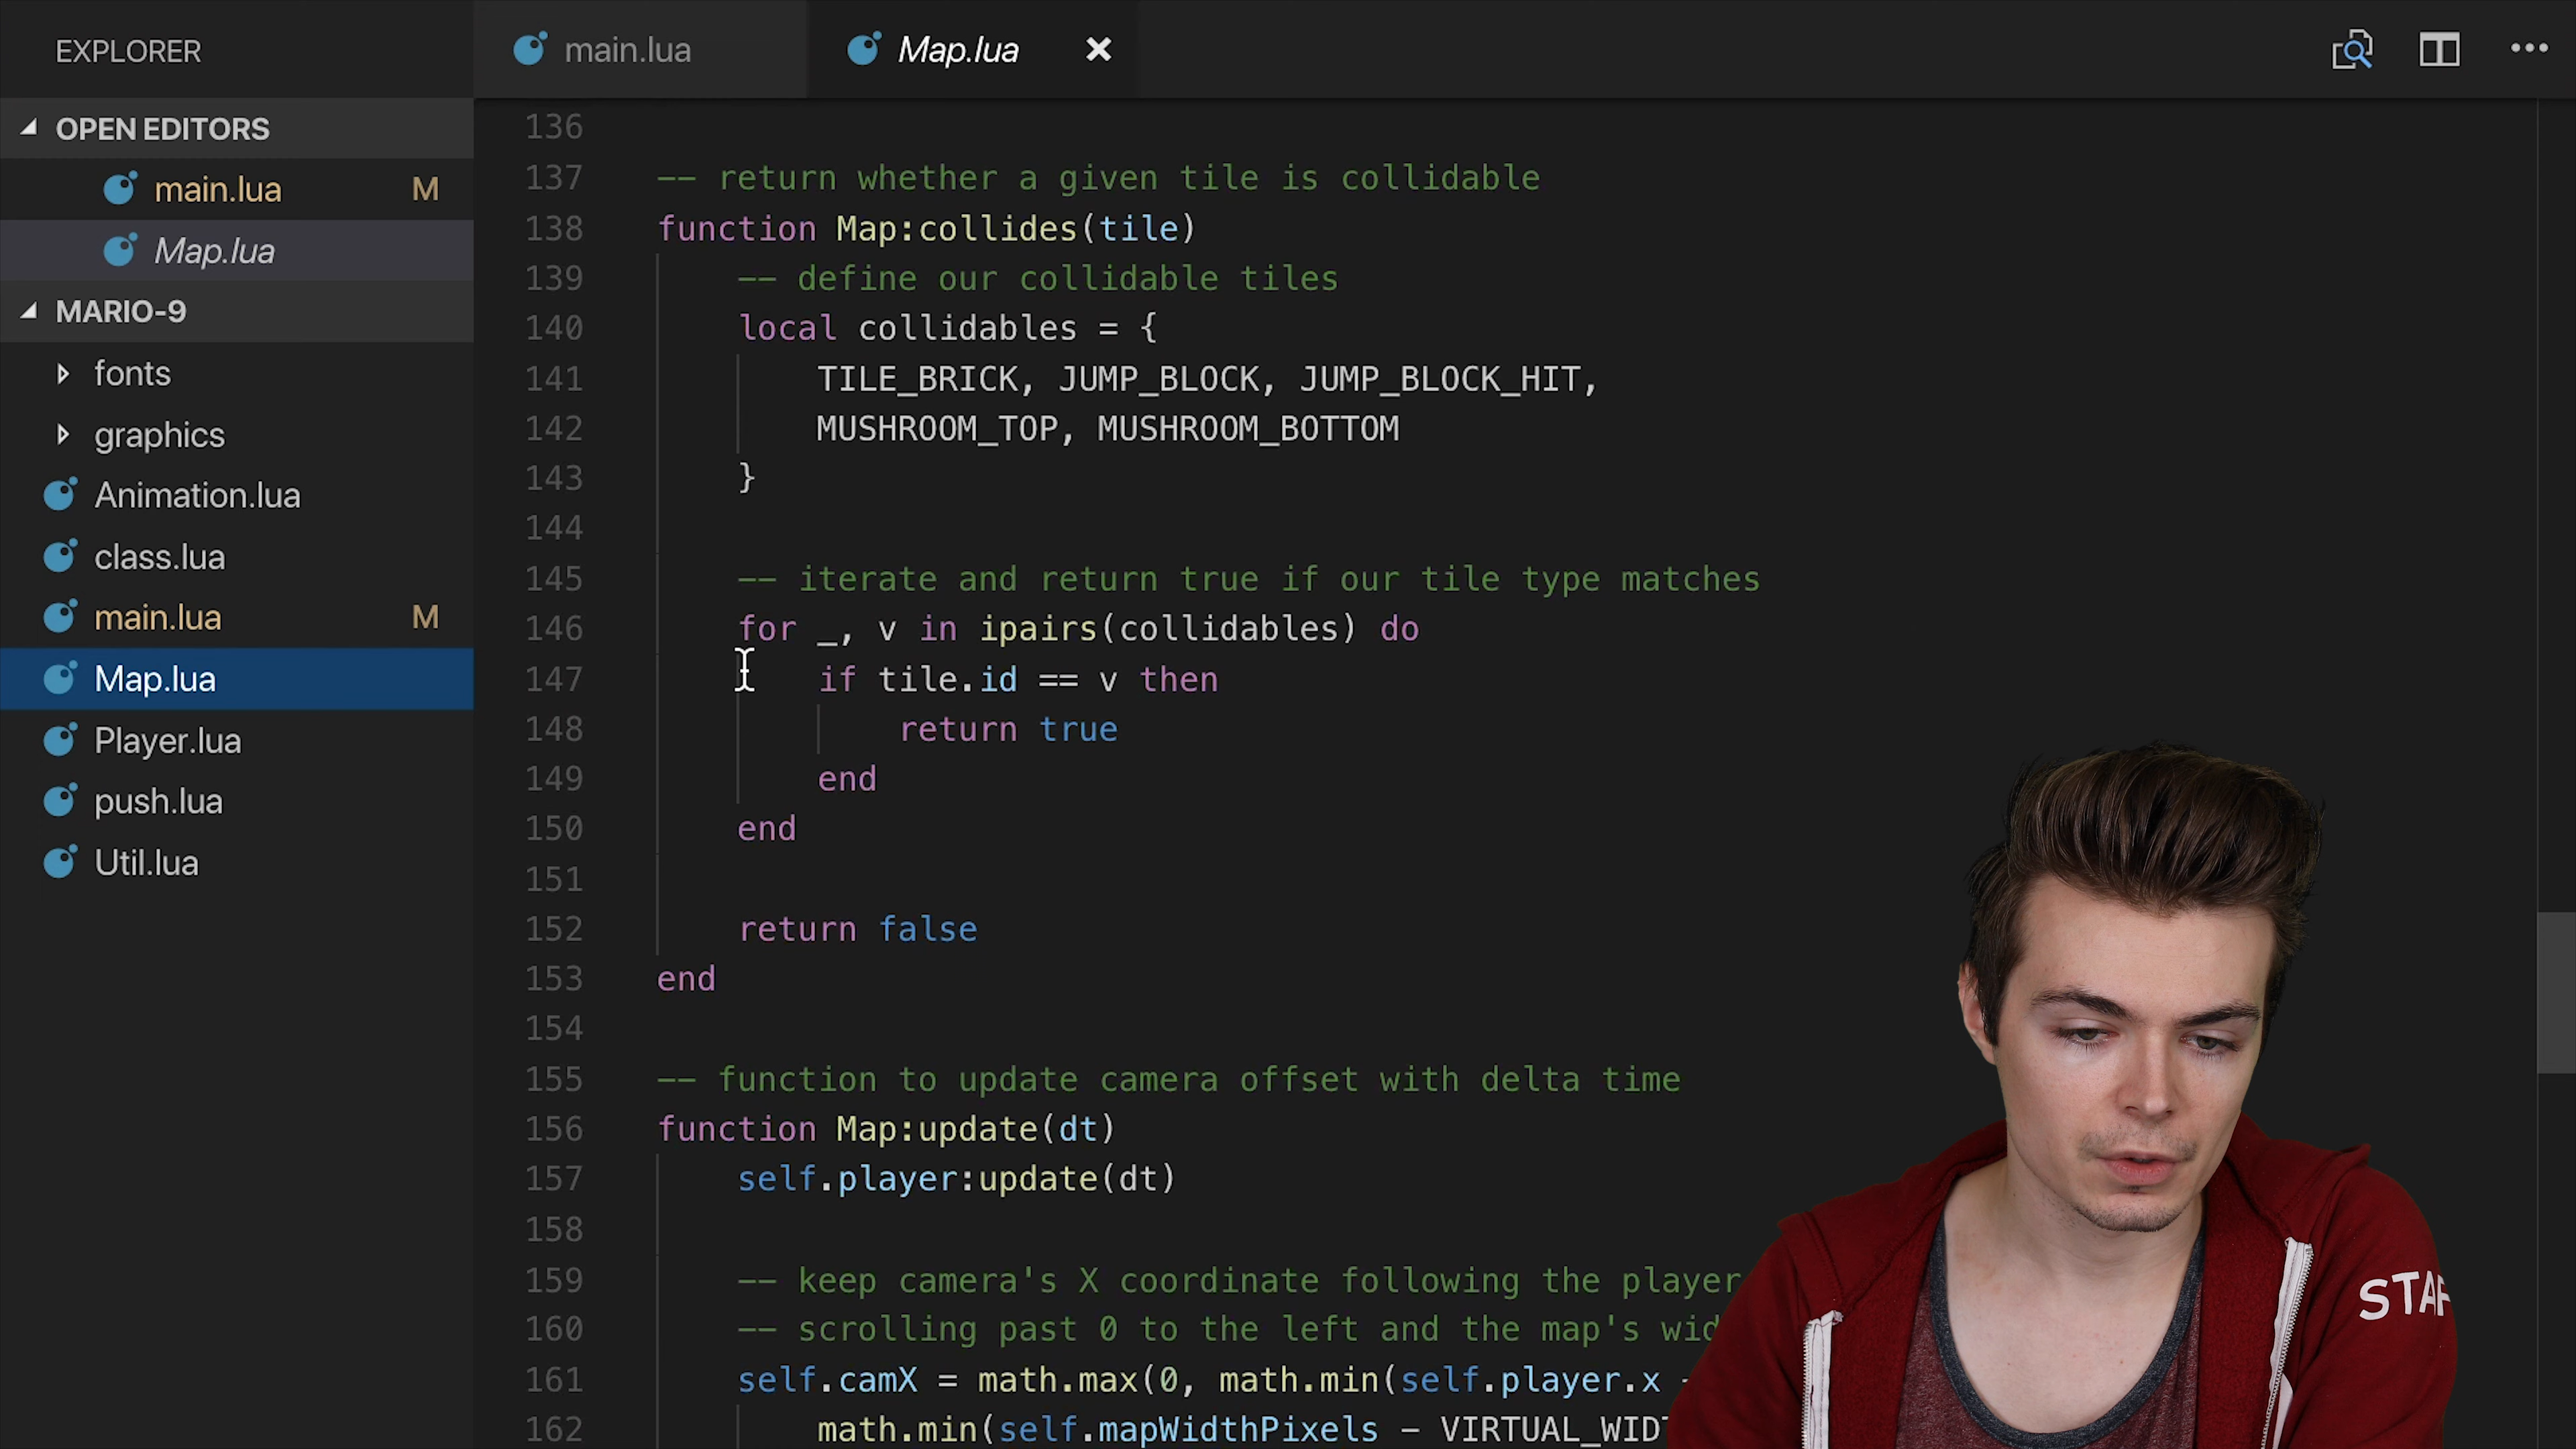 EXPLORER
OPEN EDITORS
main.lua M
Map.lua
MARIO-9
fonts
graphics
Animation.lua
class.lua
main.lua M
Map.lua
Player.lua
push.lua
Util.lua
main.lua
Map.lua
136
137 -- return whether a given tile is collidable
138 function Map:collides(tile)
139 -- define our collidable tiles
140 local collidables = {
141 TILE_BRICK, JUMP_BLOCK, JUMP_BLOCK_HIT,
142 MUSHROOM_TOP, MUSHROOM_BOTTOM
143 }
144
145 -- iterate and return true if our tile type matches
146 for _, v in ipairs(collidables) do
147 if tile.id == v then
148 return true
149 end
150 end
151
152 return false
153 end
154
155 -- function to update camera offset with delta time
156 function Map:update(dt)
157 self.player:update(dt)
158
159 -- keep camera's X coordinate following the player
160 -- scrolling past 0 to the left and the map's wid
161 self.camX = math.max(0, math.min(self.player.x -
162 math.min(self.mapWidthPixels - VIRTUAL_WID
STAF